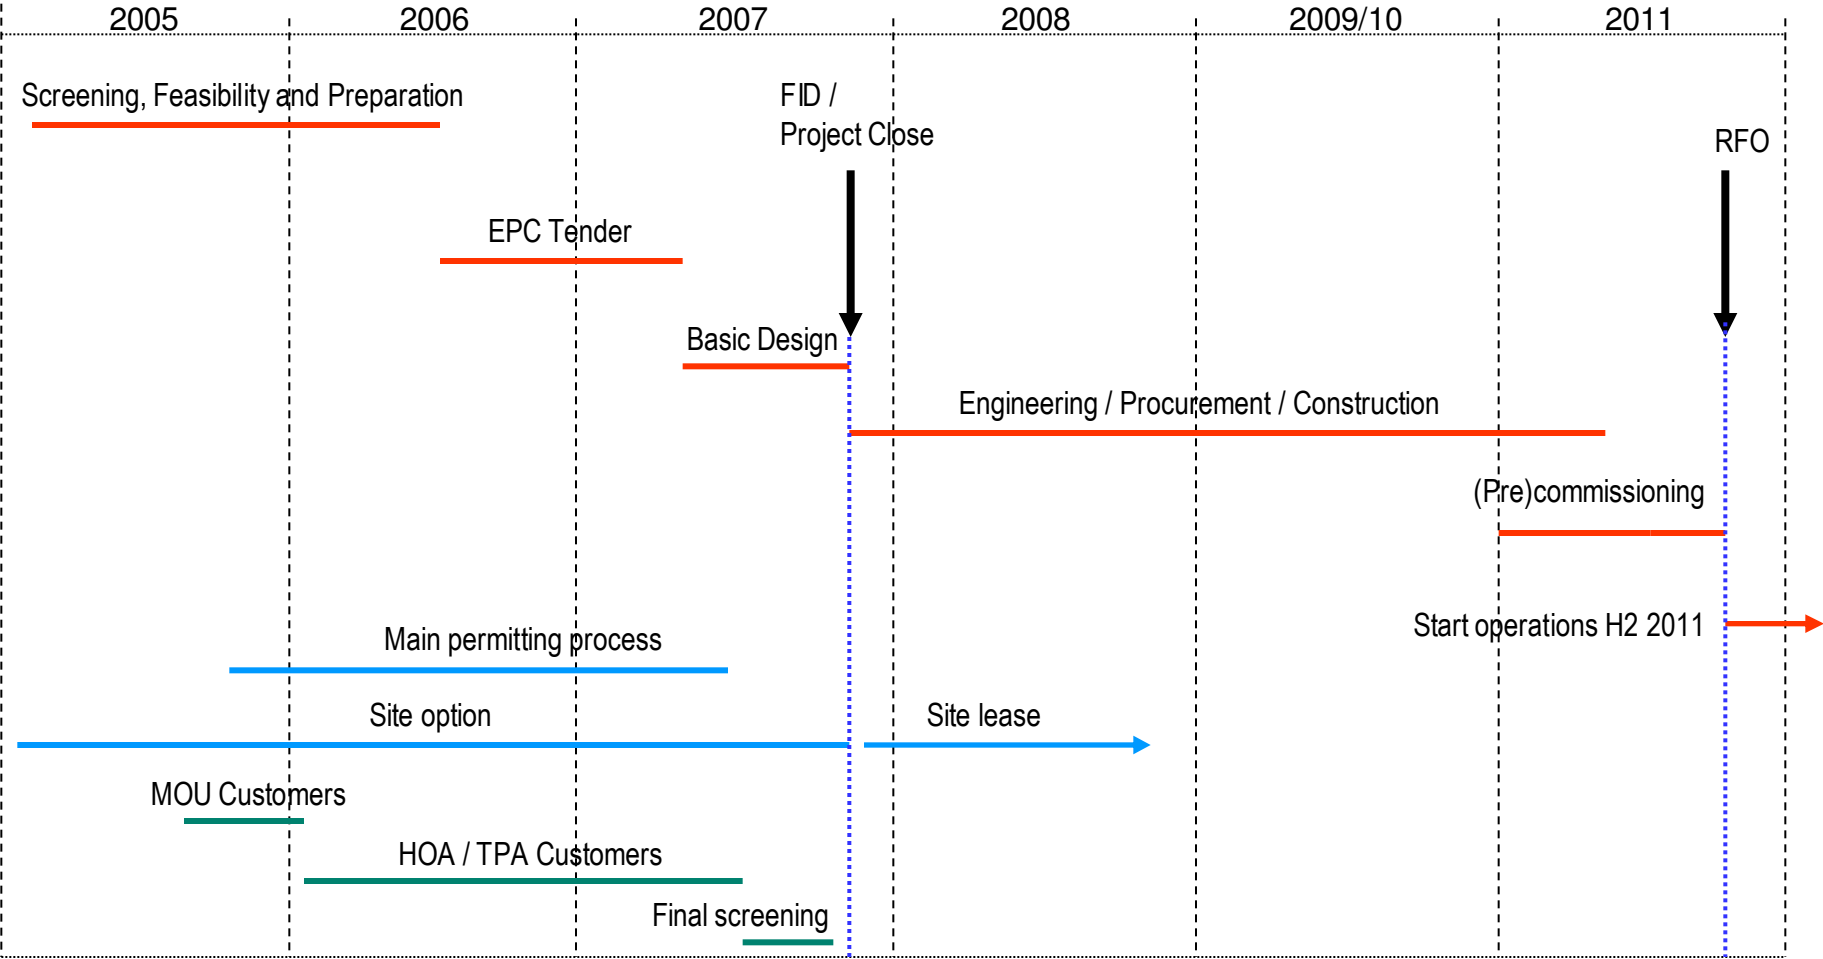 2005 2006 2007 2008 2009/10 2011
Screening, Feasibility and Preparation
FID /
Project Close
RFO
EPC Tender
Basic Design
Engineering / Procurement / Construction
(Pre)commissioning
Start operations H2 2011
Main permitting process
Site option
Site lease
MOU Customers
HOA / TPA Customers
Final screening